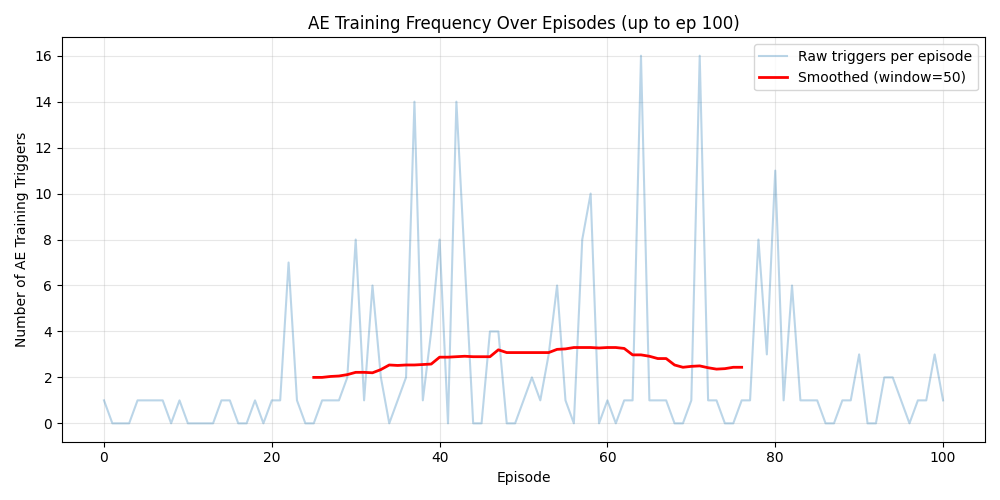 AE Training Frequency Over Episodes (up to ep 100)
Raw triggers per episode
Smoothed (window=50)
Number of AE Training Triggers
16
14
12
10
8
6
4
2
0
0 20 40 60 80 100
Episode